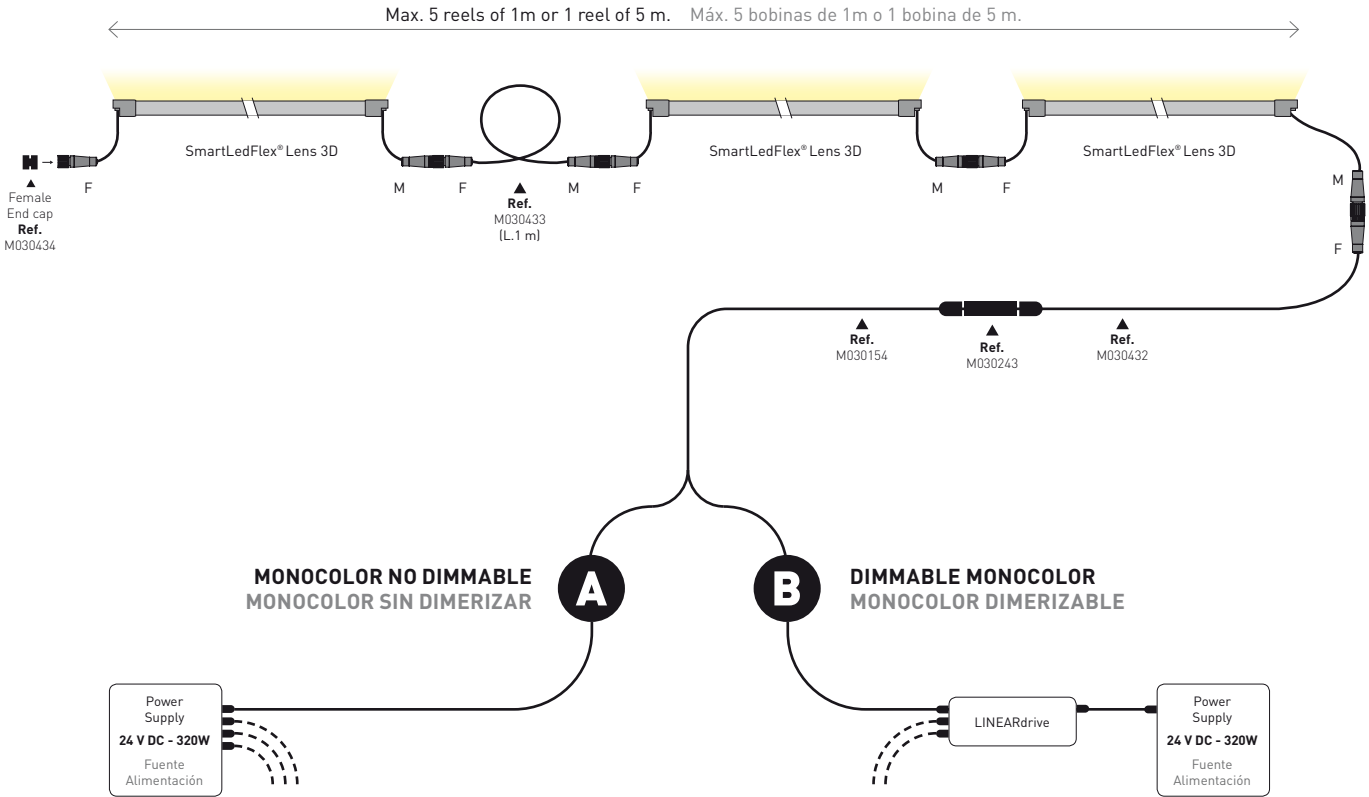 Max. 5 reels of 1m or 1 reel of 5 m. Máx. 5 bobinas de 1m o 1 bobina de 5 m.
SmartLedFlex® Lens 3D
SmartLedFlex® Lens 3D
SmartLedFlex® Lens 3D
F
M
F
M
F
M
F
M
F
Female
End cap
Ref.
M030434
Ref.
M030433
(L.1 m)
Ref.
M030154
Ref.
M030243
Ref.
M030432
MONOCOLOR NO DIMMABLE
MONOCOLOR SIN DIMERIZAR
A
B
DIMMABLE MONOCOLOR
MONOCOLOR DIMERIZABLE
Power
Supply
24 V DC - 320W
Fuente
Alimentación
LINEARdrive
Power
Supply
24 V DC - 320W
Fuente
Alimentación